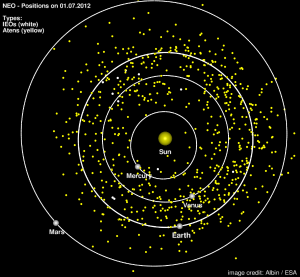 NEO - Positions on 01.07.2012
Types:
IEOs (white)
Atens (yellow)
Sun
Mercury
Venus
Earth
Mars
image credit: Albin / ESA